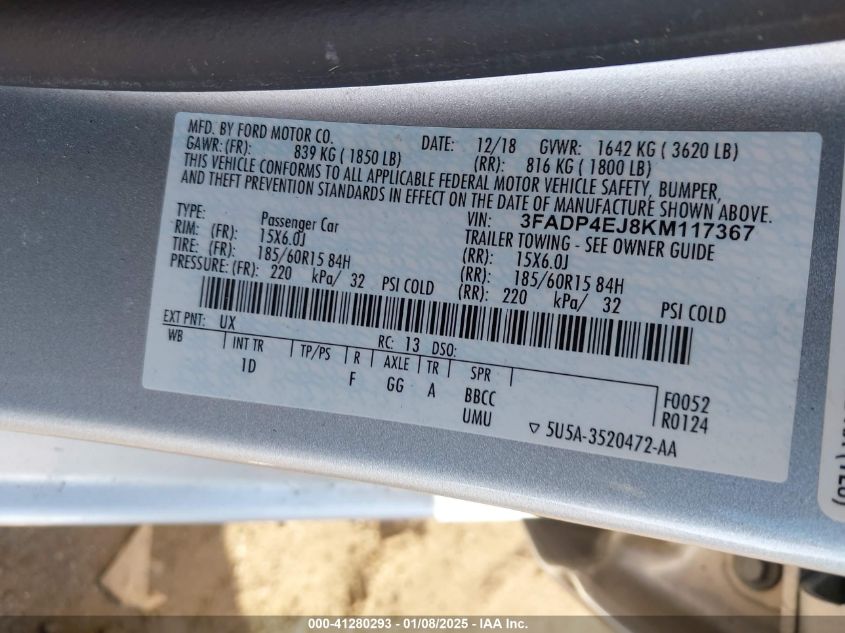 MFD. BY FORD MOTOR CO. DATE: 12/18 GVWR: 1642 KG ( 3620 LB)
GAWR: (FR): 839 KG ( 1850 LB) (RR): 816 KG ( 1800 LB)
THIS VEHICLE CONFORMS TO ALL APPLICABLE FEDERAL MOTOR VEHICLE SAFETY, BUMPER,
AND THEFT PREVENTION STANDARDS IN EFFECT ON THE DATE OF MANUFACTURE SHOWN ABOVE.
VIN: 3FADP4EJ8KM117367
TYPE: Passenger Car TRAILER TOWING - SEE OWNER GUIDE
RIM: (FR): 15X6.0J (RR): 15X6.0J
TIRE: (FR): 185/60R15 84H (RR): 185/60R15 84H
PRESSURE: (FR): 220 kPa/ 32 PSI COLD (RR): 220 kPa/ 32 PSI COLD
EXT PNT: UX RC: 13 DSO:
WB INT TR TP/PS R AXLE TR SPR
1D F GG A BBCC F0052
UMU R0124
▽ 5U5A-3520472-AA
000-41280293 - 01/08/2025 - IAA Inc.